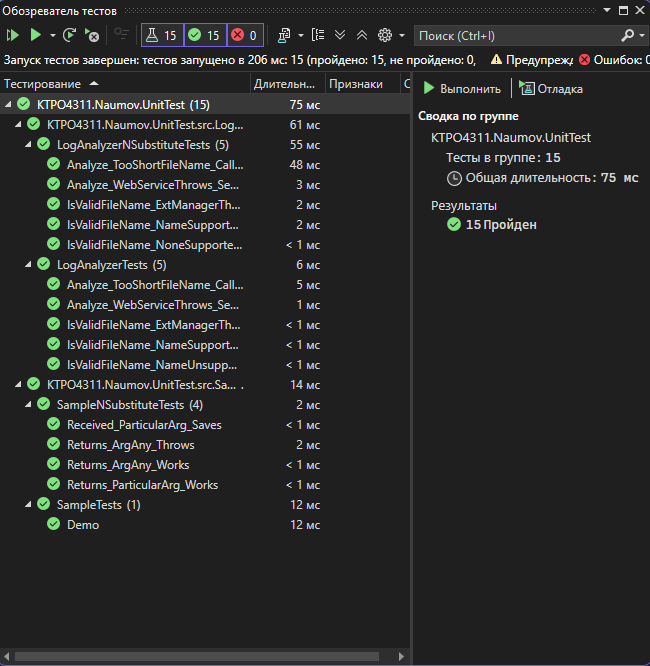 Обозреватель тестов
15 15 0 Поиск (Ctrl+I)
Запуск тестов завершен: тестов запущено в 206 мс: 15 (пройдено: 15, не пройдено: 0, Предупрежд Ошибок: 0
Тестирование Длительн... Признаки С
KTPO4311.Naumov.UnitTest (15) 75 мс
KTPO4311.Naumov.UnitTest.src.Log... 61 мс
LogAnalyzerNSubstituteTests (5) 55 мс
Analyze_TooShortFileName_Call... 48 мс
Analyze_WebServiceThrows_Se... 3 мс
IsValidFileName_ExtManagerTh... 2 мс
IsValidFileName_NameSupport... 2 мс
IsValidFileName_NoneSupporte... < 1 мс
LogAnalyzerTests (5) 6 мс
Analyze_TooShortFileName_Call... 5 мс
Analyze_WebServiceThrows_Se... 1 мс
IsValidFileName_ExtManagerTh... < 1 мс
IsValidFileName_NameSupport... < 1 мс
IsValidFileName_NameUnsupp... < 1 мс
KTPO4311.Naumov.UnitTest.src.Sa... . 14 мс
SampleNSubstituteTests (4) 2 мс
Received_ParticularArg_Saves < 1 мс
Returns_ArgAny_Throws 2 мс
Returns_ArgAny_Works < 1 мс
Returns_ParticularArg_Works < 1 мс
SampleTests (1) 12 мс
Demo 12 мс
Выполнить Отладка
Сводка по группе
KTPO4311.Naumov.UnitTest
Тесты в группе: 15
Общая длительность: 75 мс
Результаты
15 Пройден